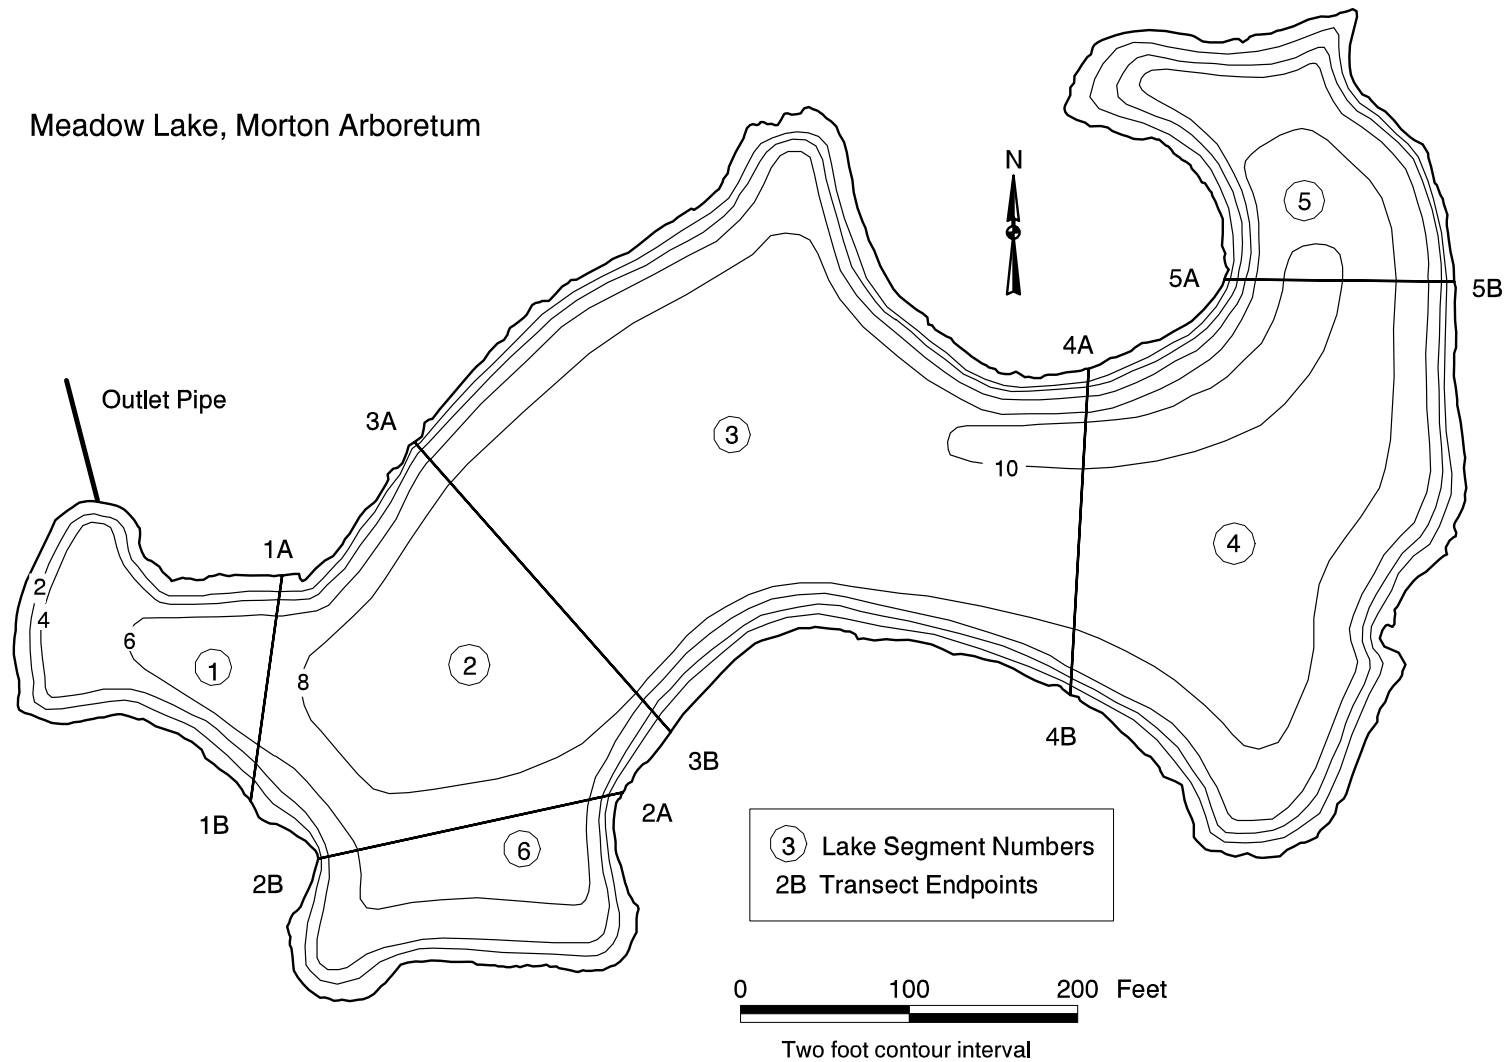 Meadow Lake, Morton Arboretum
N
5
5A
5B
4A
Outlet Pipe
3A
3
10
1A
4
2
4
6
1
2
8
4B
3B
2A
1B
6
2B
3 Lake Segment Numbers
2B Transect Endpoints
0 100 200 Feet
Two foot contour interval